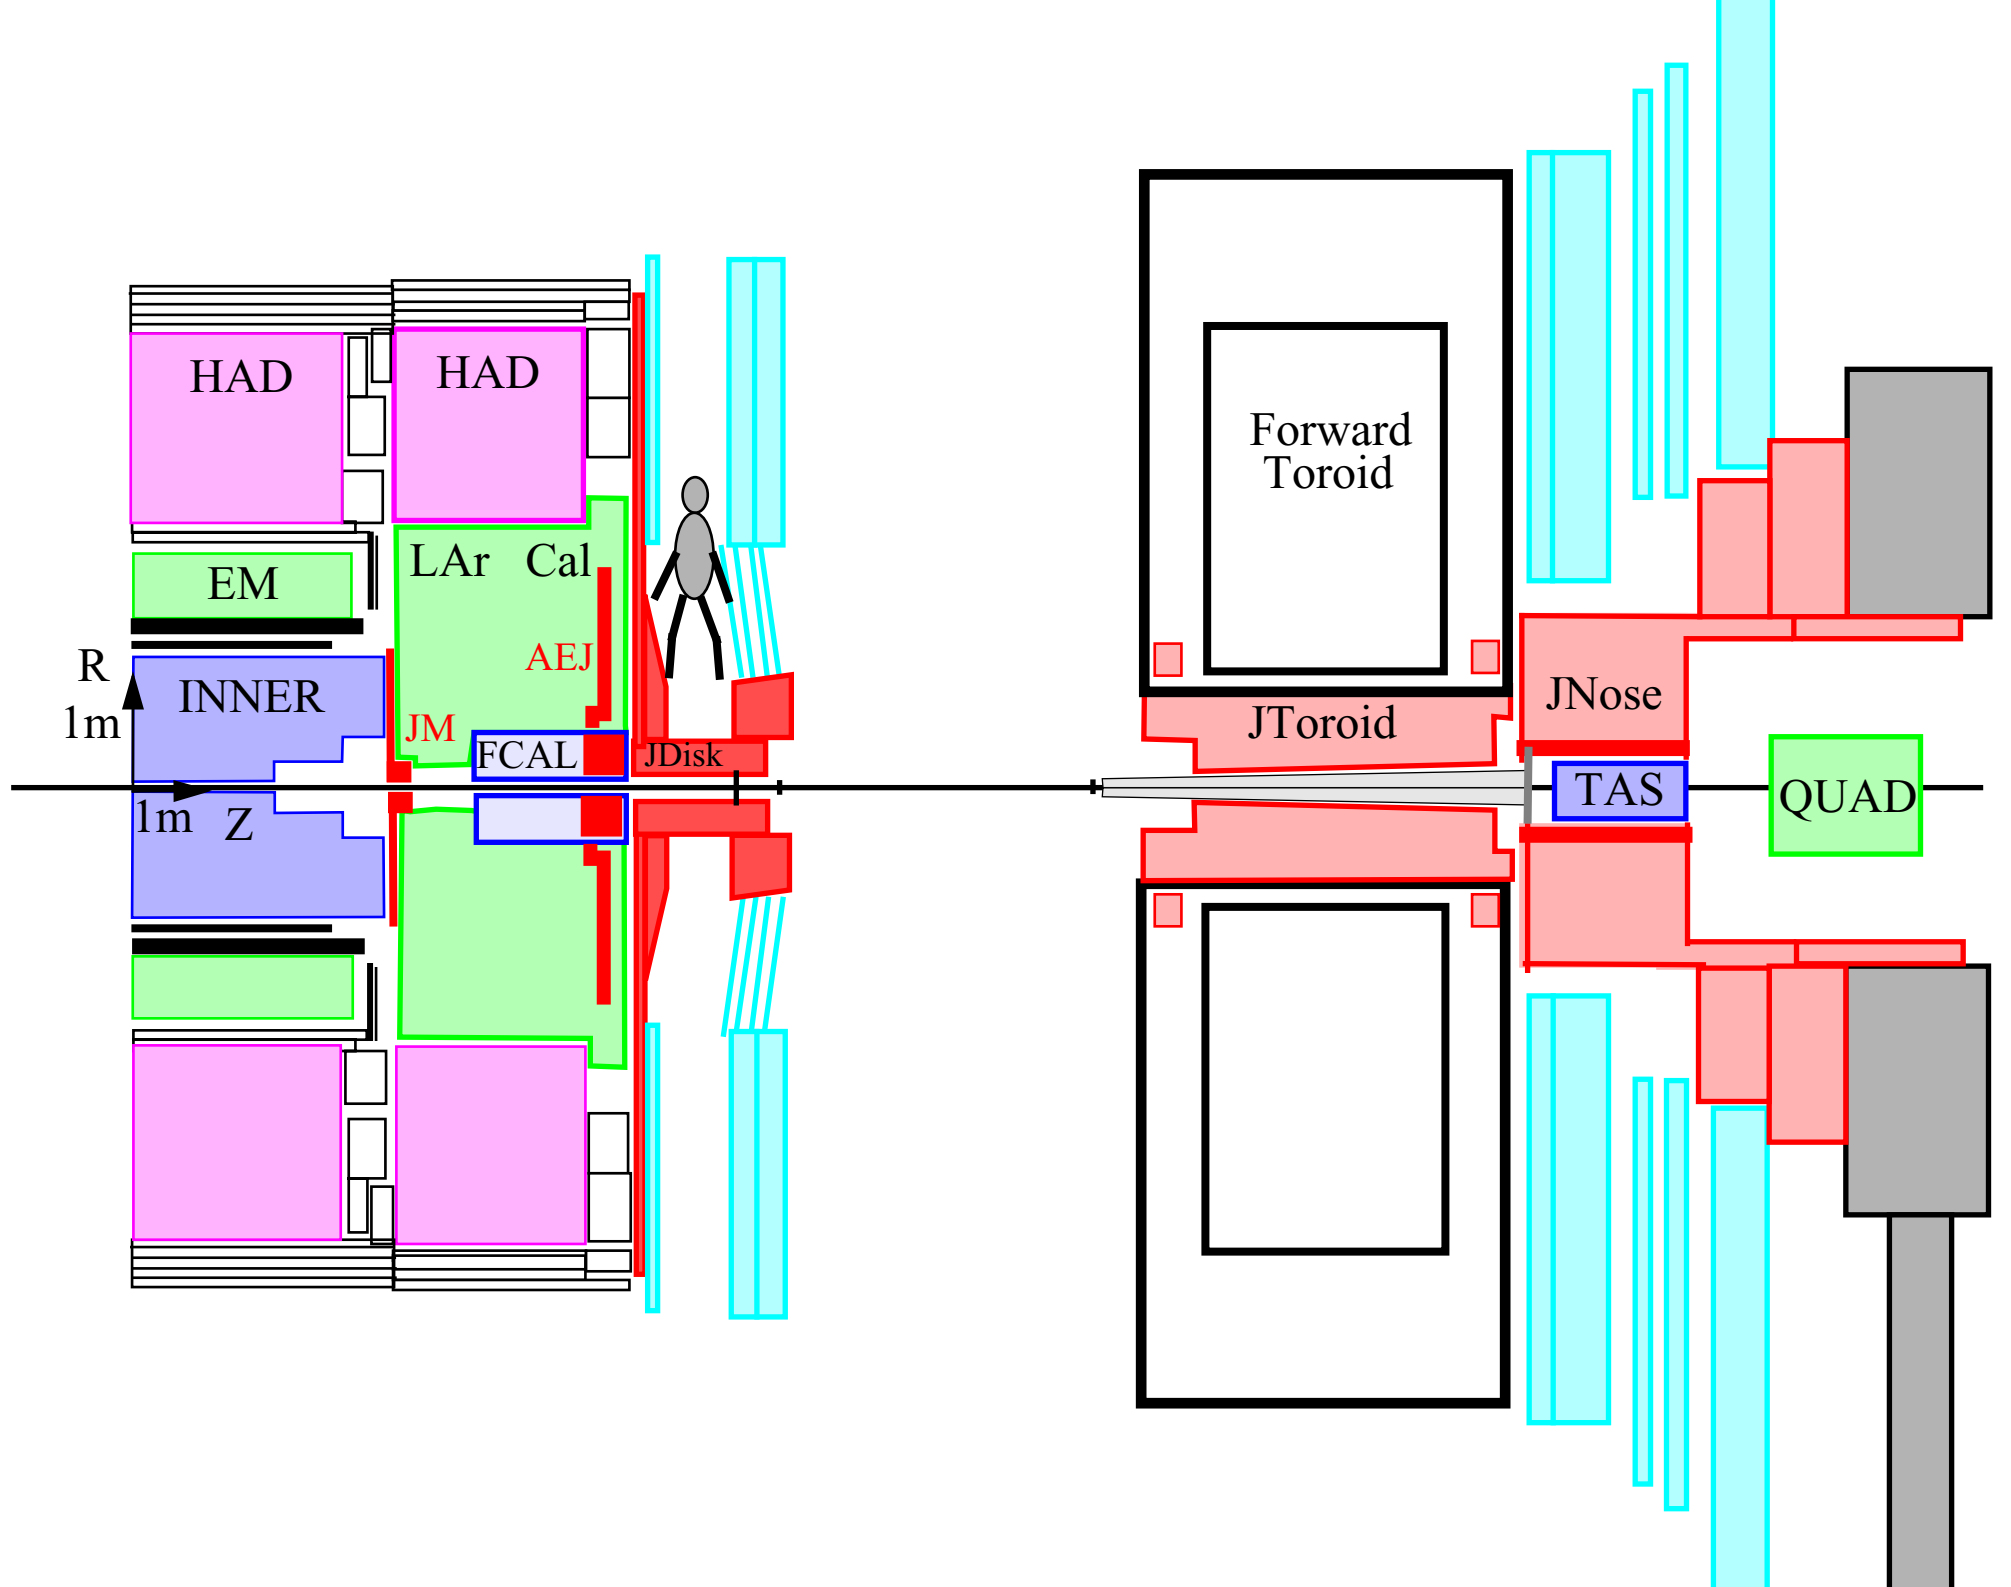 HAD
HAD
Forward
Toroid
LAr Cal
EM
AEJ
R
1m
INNER
JM
FCAL
JDisk
JToroid
JNose
TAS
QUAD
1m
Z